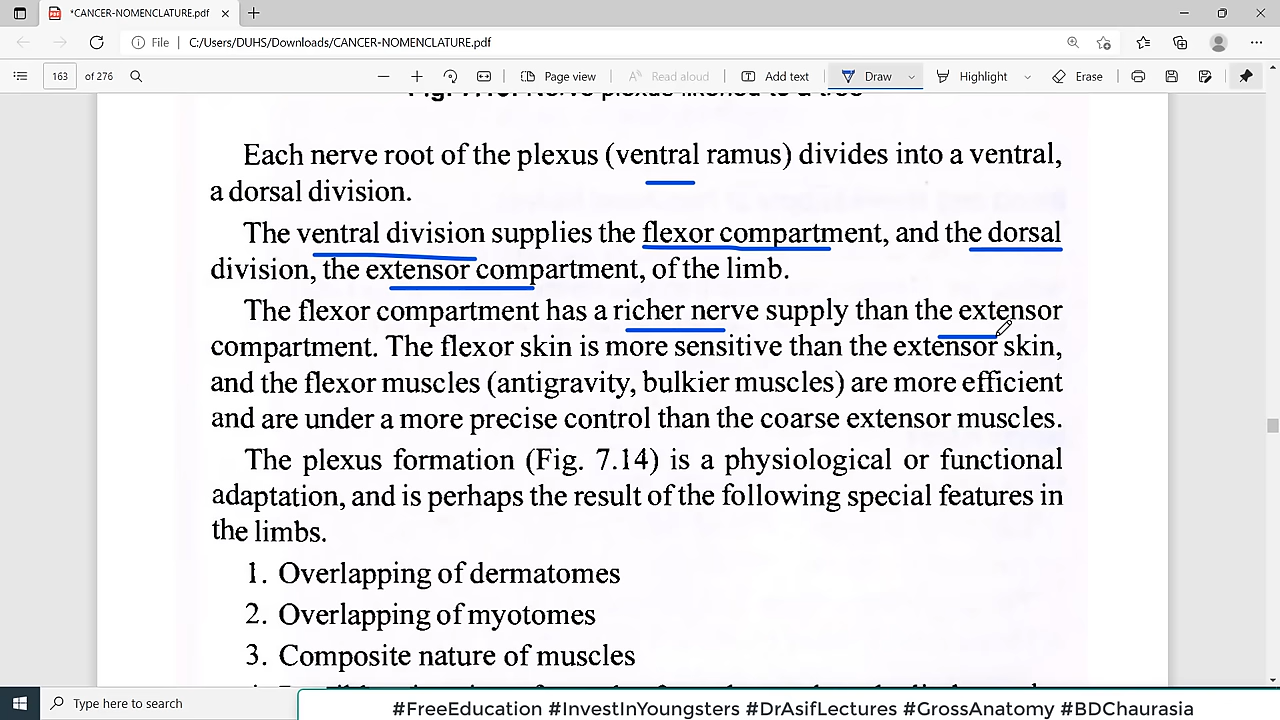 *CANCER-NOMENCLATURE.pdf
File C:/Users/DUHS/Downloads/CANCER-NOMENCLATURE.pdf
163 of 276 Page view Read aloud Add text Draw Highlight Erase
Each nerve root of the plexus (ventral ramus) divides into a ventral,
a dorsal division.
The ventral division supplies the flexor compartment, and the dorsal
division, the extensor compartment, of the limb.
The flexor compartment has a richer nerve supply than the extensor
compartment. The flexor skin is more sensitive than the extensor skin,
and the flexor muscles (antigravity, bulkier muscles) are more efficient
and are under a more precise control than the coarse extensor muscles.
The plexus formation (Fig. 7.14) is a physiological or functional
adaptation, and is perhaps the result of the following special features in
the limbs.
1. Overlapping of dermatomes
2. Overlapping of myotomes
3. Composite nature of muscles
Type here to search
#FreeEducation #InvestInYoungsters #DrAsifLectures #GrossAnatomy #BDChaurasia